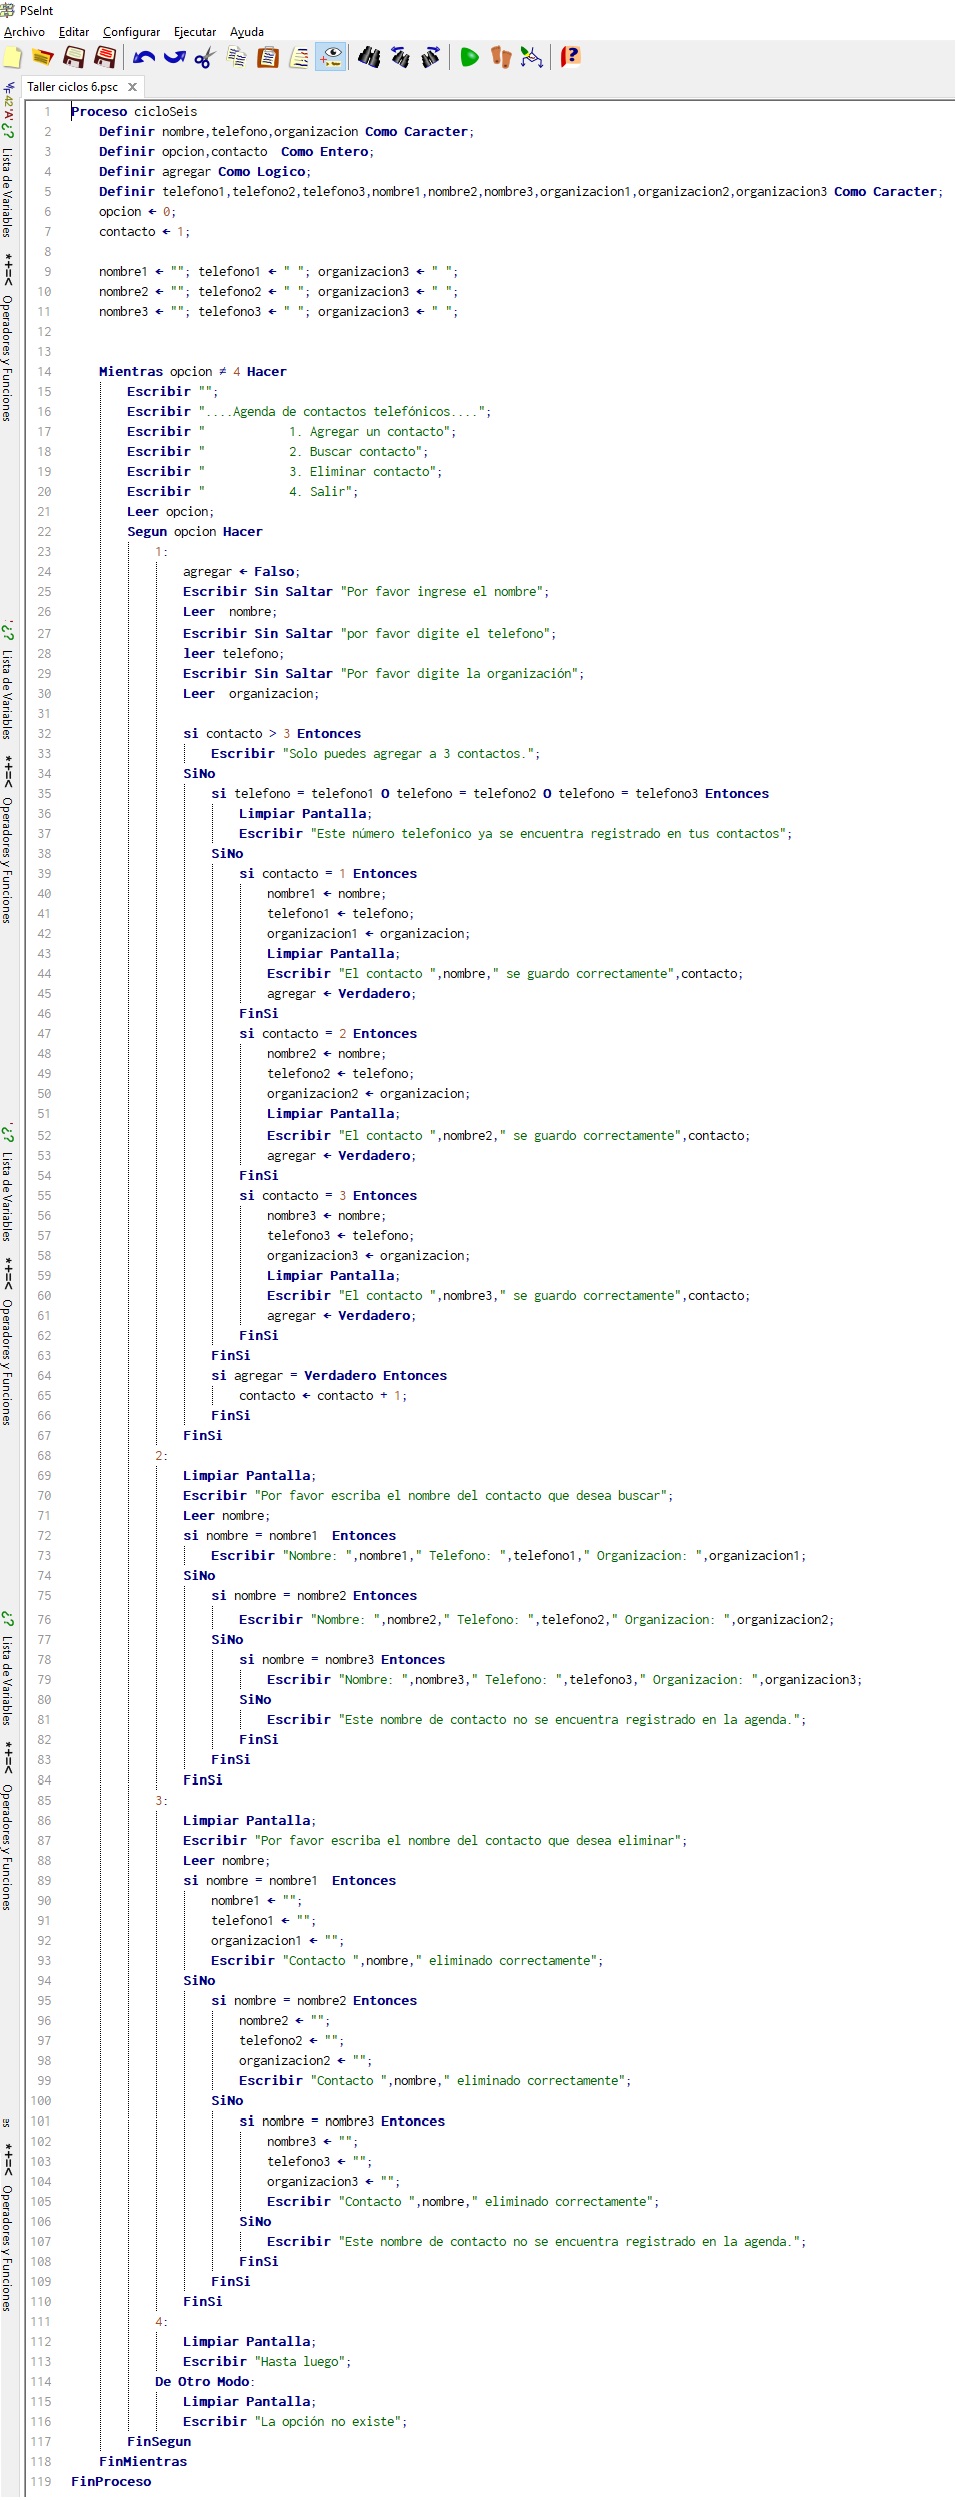 PSeInt
Archivo Editar Configurar Ejecutar Ayuda
Taller ciclos 6.psc
1 Proceso cicloSeis
2 Definir nombre,telefono,organizacion Como Caracter;
3 Definir opcion,contacto  Como Entero;
4 Definir agregar Como Logico;
5 Definir telefono1,telefono2,telefono3,nombre1,nombre2,nombre3,organizacion1,organizacion2,organizacion3 Como Caracter;
6 opcion ← 0;
7 contacto ← 1;
8
9 nombre1 ← ""; telefono1 ← " "; organizacion3 ← " ";
10 nombre2 ← ""; telefono2 ← " "; organizacion3 ← " ";
11 nombre3 ← ""; telefono3 ← " "; organizacion3 ← " ";
12
13
14 Mientras opcion ≠ 4 Hacer
15 Escribir "";
16 Escribir "....Agenda de contactos telefónicos....";
17 Escribir "            1. Agregar un contacto";
18 Escribir "            2. Buscar contacto";
19 Escribir "            3. Eliminar contacto";
20 Escribir "            4. Salir";
21 Leer opcion;
22 Segun opcion Hacer
23 1:
24 agregar ← Falso;
25 Escribir Sin Saltar "Por favor ingrese el nombre";
26 Leer  nombre;
27 Escribir Sin Saltar "por favor digite el telefono";
28 leer telefono;
29 Escribir Sin Saltar "Por favor digite la organización";
30 Leer  organizacion;
31
32 si contacto > 3 Entonces
33 Escribir "Solo puedes agregar a 3 contactos.";
34 SiNo
35 si telefono = telefono1 O telefono = telefono2 O telefono = telefono3 Entonces
36 Limpiar Pantalla;
37 Escribir "Este número telefonico ya se encuentra registrado en tus contactos";
38 SiNo
39 si contacto = 1 Entonces
40 nombre1 ← nombre;
41 telefono1 ← telefono;
42 organizacion1 ← organizacion;
43 Limpiar Pantalla;
44 Escribir "El contacto ",nombre," se guardo correctamente",contacto;
45 agregar ← Verdadero;
46 FinSi
47 si contacto = 2 Entonces
48 nombre2 ← nombre;
49 telefono2 ← telefono;
50 organizacion2 ← organizacion;
51 Limpiar Pantalla;
52 Escribir "El contacto ",nombre2," se guardo correctamente",contacto;
53 agregar ← Verdadero;
54 FinSi
55 si contacto = 3 Entonces
56 nombre3 ← nombre;
57 telefono3 ← telefono;
58 organizacion3 ← organizacion;
59 Limpiar Pantalla;
60 Escribir "El contacto ",nombre3," se guardo correctamente",contacto;
61 agregar ← Verdadero;
62 FinSi
63 FinSi
64 si agregar = Verdadero Entonces
65 contacto ← contacto + 1;
66 FinSi
67 FinSi
68 2:
69 Limpiar Pantalla;
70 Escribir "Por favor escriba el nombre del contacto que desea buscar";
71 Leer nombre;
72 si nombre = nombre1  Entonces
73 Escribir "Nombre: ",nombre1," Telefono: ",telefono1," Organizacion: ",organizacion1;
74 SiNo
75 si nombre = nombre2 Entonces
76 Escribir "Nombre: ",nombre2," Telefono: ",telefono2," Organizacion: ",organizacion2;
77 SiNo
78 si nombre = nombre3 Entonces
79 Escribir "Nombre: ",nombre3," Telefono: ",telefono3," Organizacion: ",organizacion3;
80 SiNo
81 Escribir "Este nombre de contacto no se encuentra registrado en la agenda.";
82 FinSi
83 FinSi
84 FinSi
85 3:
86 Limpiar Pantalla;
87 Escribir "Por favor escriba el nombre del contacto que desea eliminar";
88 Leer nombre;
89 si nombre = nombre1  Entonces
90 nombre1 ← "";
91 telefono1 ← "";
92 organizacion1 ← "";
93 Escribir "Contacto ",nombre," eliminado correctamente";
94 SiNo
95 si nombre = nombre2 Entonces
96 nombre2 ← "";
97 telefono2 ← "";
98 organizacion2 ← "";
99 Escribir "Contacto ",nombre," eliminado correctamente";
100 SiNo
101 si nombre = nombre3 Entonces
102 nombre3 ← "";
103 telefono3 ← "";
104 organizacion3 ← "";
105 Escribir "Contacto ",nombre," eliminado correctamente";
106 SiNo
107 Escribir "Este nombre de contacto no se encuentra registrado en la agenda.";
108 FinSi
109 FinSi
110 FinSi
111 4:
112 Limpiar Pantalla;
113 Escribir "Hasta luego";
114 De Otro Modo:
115 Limpiar Pantalla;
116 Escribir "La opción no existe";
117 FinSegun
118 FinMientras
119 FinProceso
42 'A' ¿? Lista de Variables
*+=< Operadores y Funciones
' ¿? Lista de Variables
*+=< Operadores y Funciones
' ¿? Lista de Variables
*+=< Operadores y Funciones
¿? Lista de Variables
*+=< Operadores y Funciones
es
*+=< Operadores y Funciones